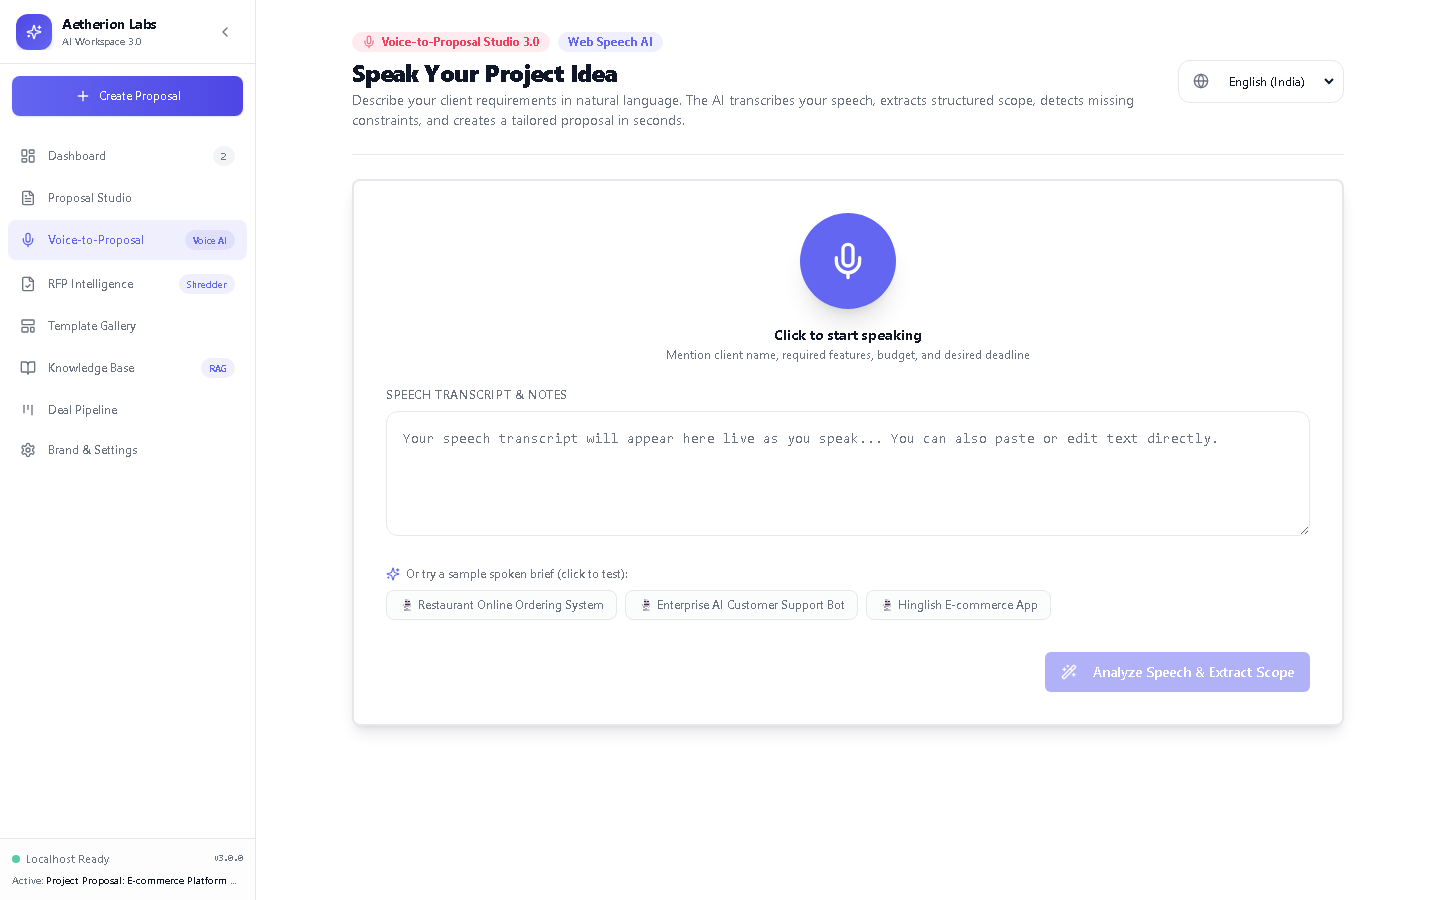 Aetherion Labs
AI Workspace 3.0
Create Proposal
Dashboard 2
Proposal Studio
Voice-to-Proposal Voice AI
RFP Intelligence Shredder
Template Gallery
Knowledge Base RAG
Deal Pipeline
Brand & Settings
Localhost Ready v3.0.0
Active: Project Proposal: E-commerce Platform ...
Voice-to-Proposal Studio 3.0 Web Speech AI
Speak Your Project Idea
Describe your client requirements in natural language. The AI transcribes your speech, extracts structured scope, detects missing
constraints, and creates a tailored proposal in seconds.
English (India)
Click to start speaking
Mention client name, required features, budget, and desired deadline
SPEECH TRANSCRIPT & NOTES
Your speech transcript will appear here live as you speak... You can also paste or edit text directly.
Or try a sample spoken brief (click to test):
Restaurant Online Ordering System Enterprise AI Customer Support Bot Hinglish E-commerce App
Analyze Speech & Extract Scope